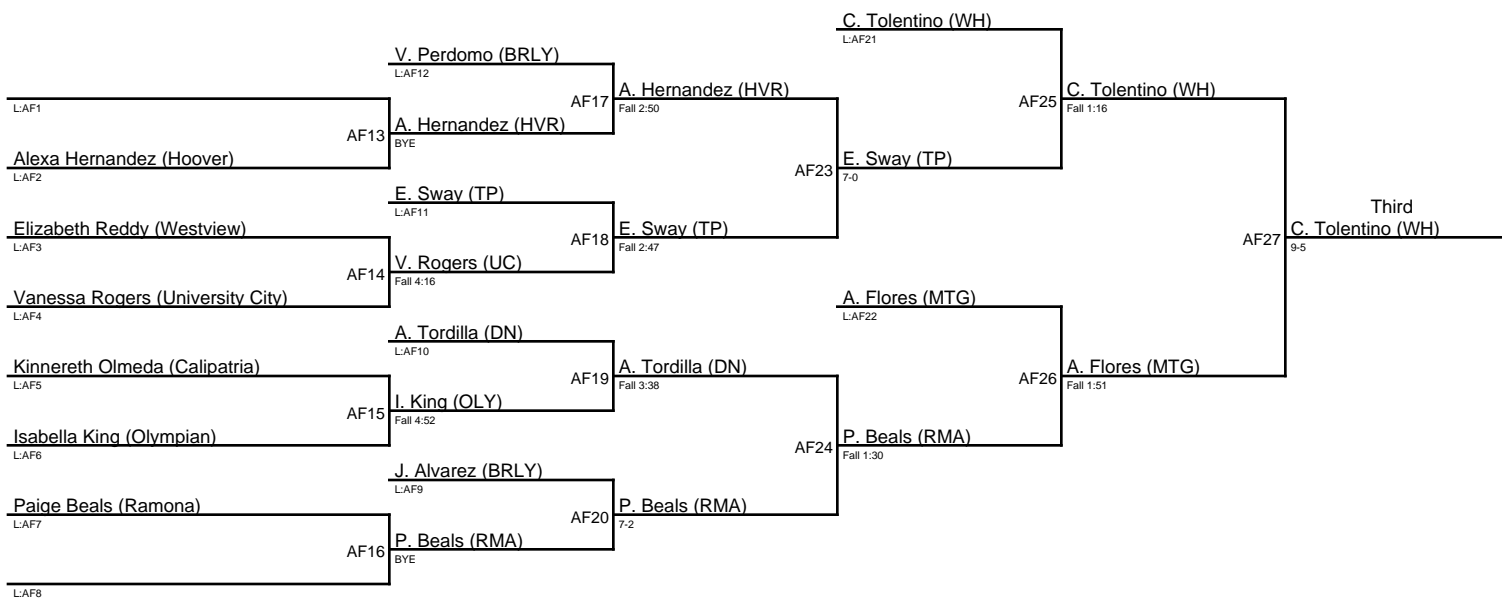 C. Tolentino (WH)
L:AF21
V. Perdomo (BRLY)
L:AF12
A. Hernandez (HVR)
Fall 2:50
AF17
C. Tolentino (WH)
Fall 1:16
AF25
L:AF1
A. Hernandez (HVR)
BYE
AF13
Alexa Hernandez (Hoover)
L:AF2
E. Sway (TP)
7-0
AF23
E. Sway (TP)
L:AF11
Third
Elizabeth Reddy (Westview)
L:AF3
E. Sway (TP)
Fall 2:47
AF18
C. Tolentino (WH)
9-5
AF27
V. Rogers (UC)
Fall 4:16
AF14
Vanessa Rogers (University City)
L:AF4
A. Flores (MTG)
L:AF22
A. Tordilla (DN)
L:AF10
Kinnereth Olmeda (Calipatria)
L:AF5
A. Tordilla (DN)
Fall 3:38
AF19
A. Flores (MTG)
Fall 1:51
AF26
I. King (OLY)
Fall 4:52
AF15
Isabella King (Olympian)
L:AF6
P. Beals (RMA)
Fall 1:30
AF24
J. Alvarez (BRLY)
L:AF9
Paige Beals (Ramona)
L:AF7
P. Beals (RMA)
7-2
AF20
P. Beals (RMA)
BYE
AF16
L:AF8